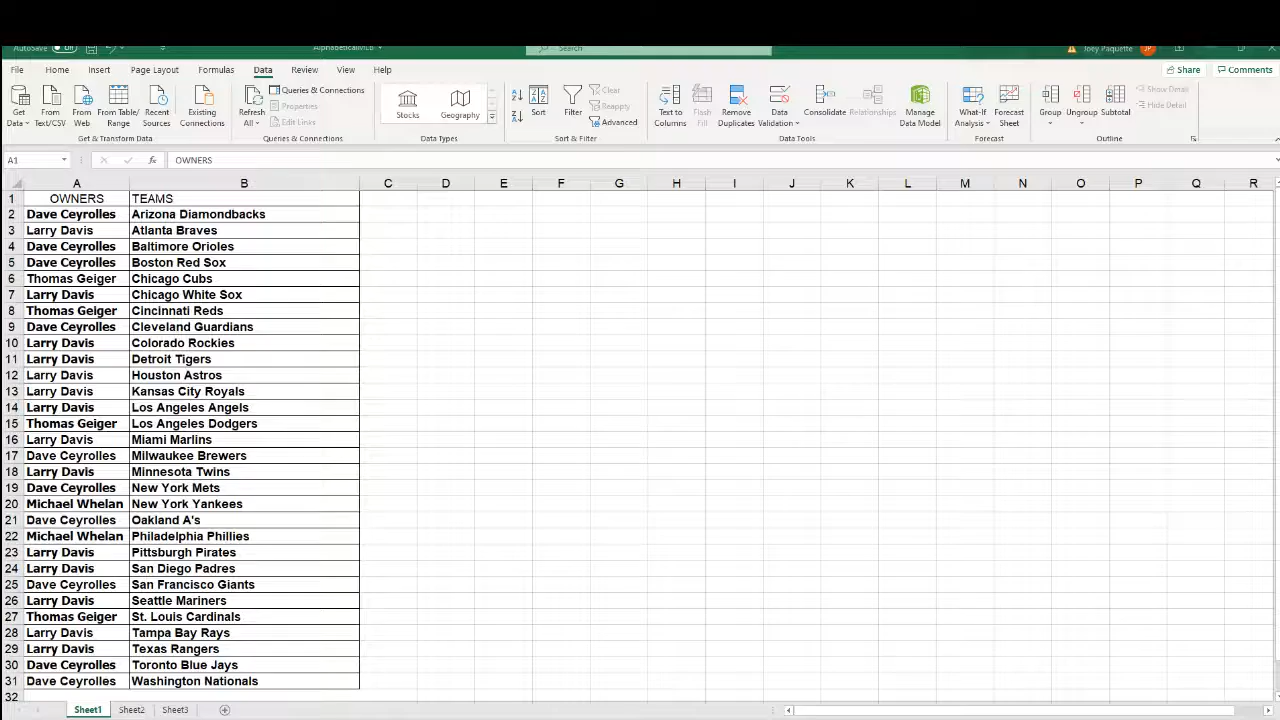 AutoSave Off AlphabeticalMLB Search Joey Paquette JP
File Home Insert Page Layout Formulas Data Review View Help Share Comments
Get Data From Text/CSV From Web From Table/Range Recent Sources Existing Connections
Get & Transform Data
Refresh All Queries & Connections Properties Edit Links
Queries & Connections
Stocks Geography
Data Types
Sort Filter Clear Reapply Advanced
Sort & Filter
Text to Columns Flash Fill Remove Duplicates Data Validation Consolidate Relationships Manage Data Model
Data Tools
What-If Analysis Forecast Sheet
Forecast
Group Ungroup Subtotal Show Detail Hide Detail
Outline
A1 fx OWNERS
A B C D E F G H I J K L M N O P Q R
1 OWNERS TEAMS
2 Dave Ceyrolles Arizona Diamondbacks
3 Larry Davis Atlanta Braves
4 Dave Ceyrolles Baltimore Orioles
5 Dave Ceyrolles Boston Red Sox
6 Thomas Geiger Chicago Cubs
7 Larry Davis Chicago White Sox
8 Thomas Geiger Cincinnati Reds
9 Dave Ceyrolles Cleveland Guardians
10 Larry Davis Colorado Rockies
11 Larry Davis Detroit Tigers
12 Larry Davis Houston Astros
13 Larry Davis Kansas City Royals
14 Larry Davis Los Angeles Angels
15 Thomas Geiger Los Angeles Dodgers
16 Larry Davis Miami Marlins
17 Dave Ceyrolles Milwaukee Brewers
18 Larry Davis Minnesota Twins
19 Dave Ceyrolles New York Mets
20 Michael Whelan New York Yankees
21 Dave Ceyrolles Oakland A's
22 Michael Whelan Philadelphia Phillies
23 Larry Davis Pittsburgh Pirates
24 Larry Davis San Diego Padres
25 Dave Ceyrolles San Francisco Giants
26 Larry Davis Seattle Mariners
27 Thomas Geiger St. Louis Cardinals
28 Larry Davis Tampa Bay Rays
29 Larry Davis Texas Rangers
30 Dave Ceyrolles Toronto Blue Jays
31 Dave Ceyrolles Washington Nationals
32
Sheet1 Sheet2 Sheet3